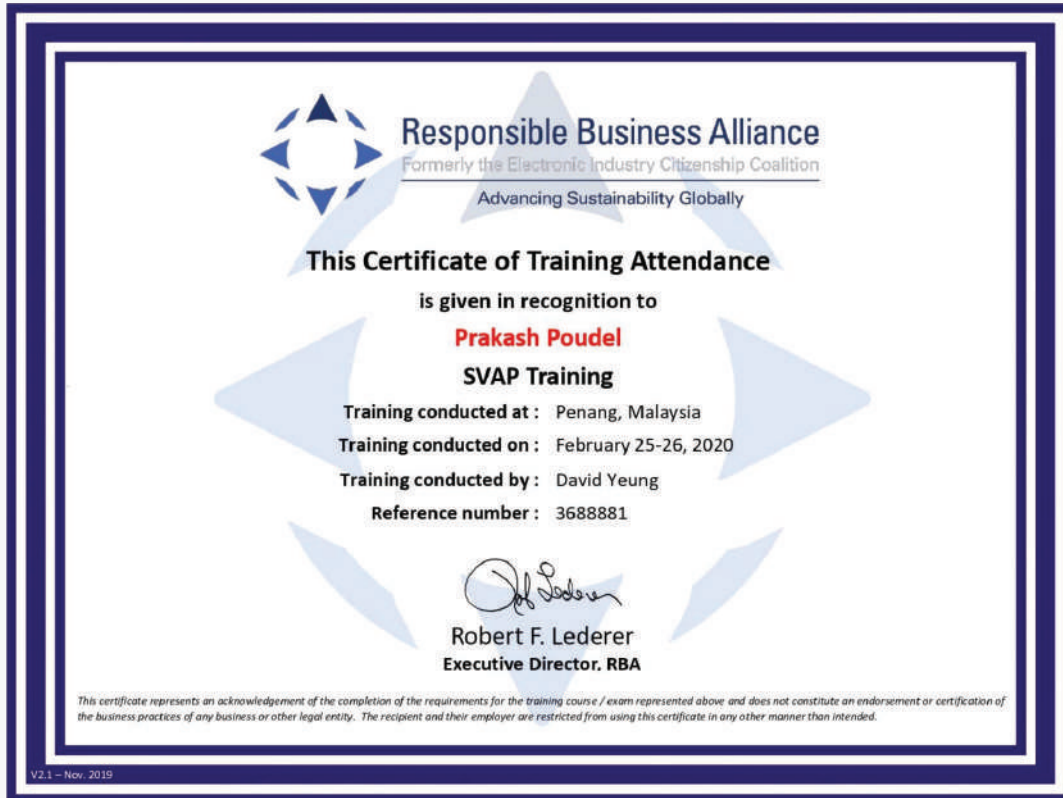 Responsible Business Alliance
Formerly the Electronic Industry Citizenship Coalition
Advancing Sustainability Globally
This Certificate of Training Attendance
is given in recognition to
Prakash Poudel
SVAP Training
Training conducted at : Penang, Malaysia
Training conducted on : February 25-26, 2020
Training conducted by : David Yeung
Reference number : 3688881
Robert F. Lederer
Executive Director. RBA
This certificate represents an acknowledgement of the completion of the requirements for the training course / exam represented above and does not constitute an endorsement or certification of
the business practices of any business or other legal entity. The recipient and their employer are restricted from using this certificate in any other manner than intended.
V2.1 – Nov. 2019